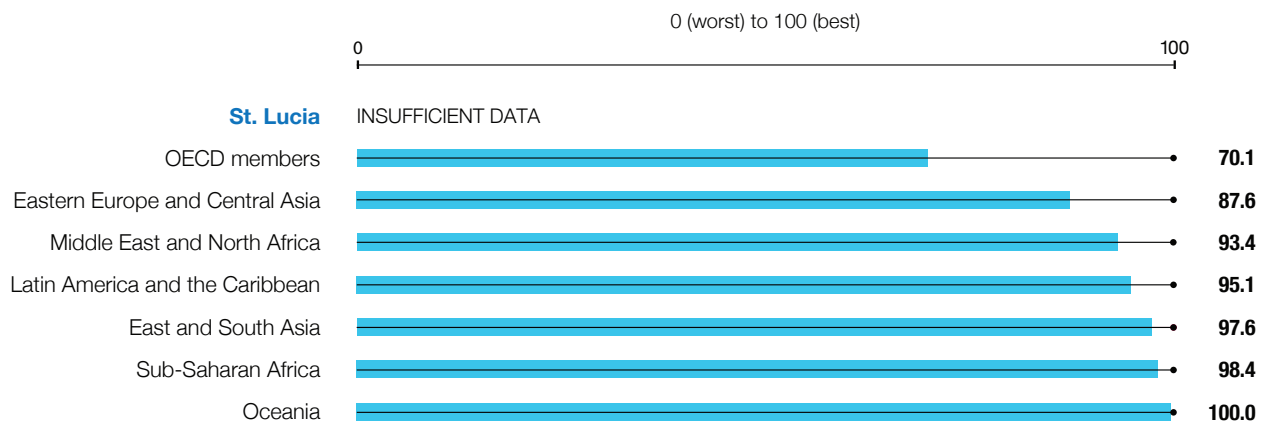 0 (worst) to 100 (best)
0 100
St. Lucia INSUFFICIENT DATA
OECD members 70.1
Eastern Europe and Central Asia 87.6
Middle East and North Africa 93.4
Latin America and the Caribbean 95.1
East and South Asia 97.6
Sub-Saharan Africa 98.4
Oceania 100.0